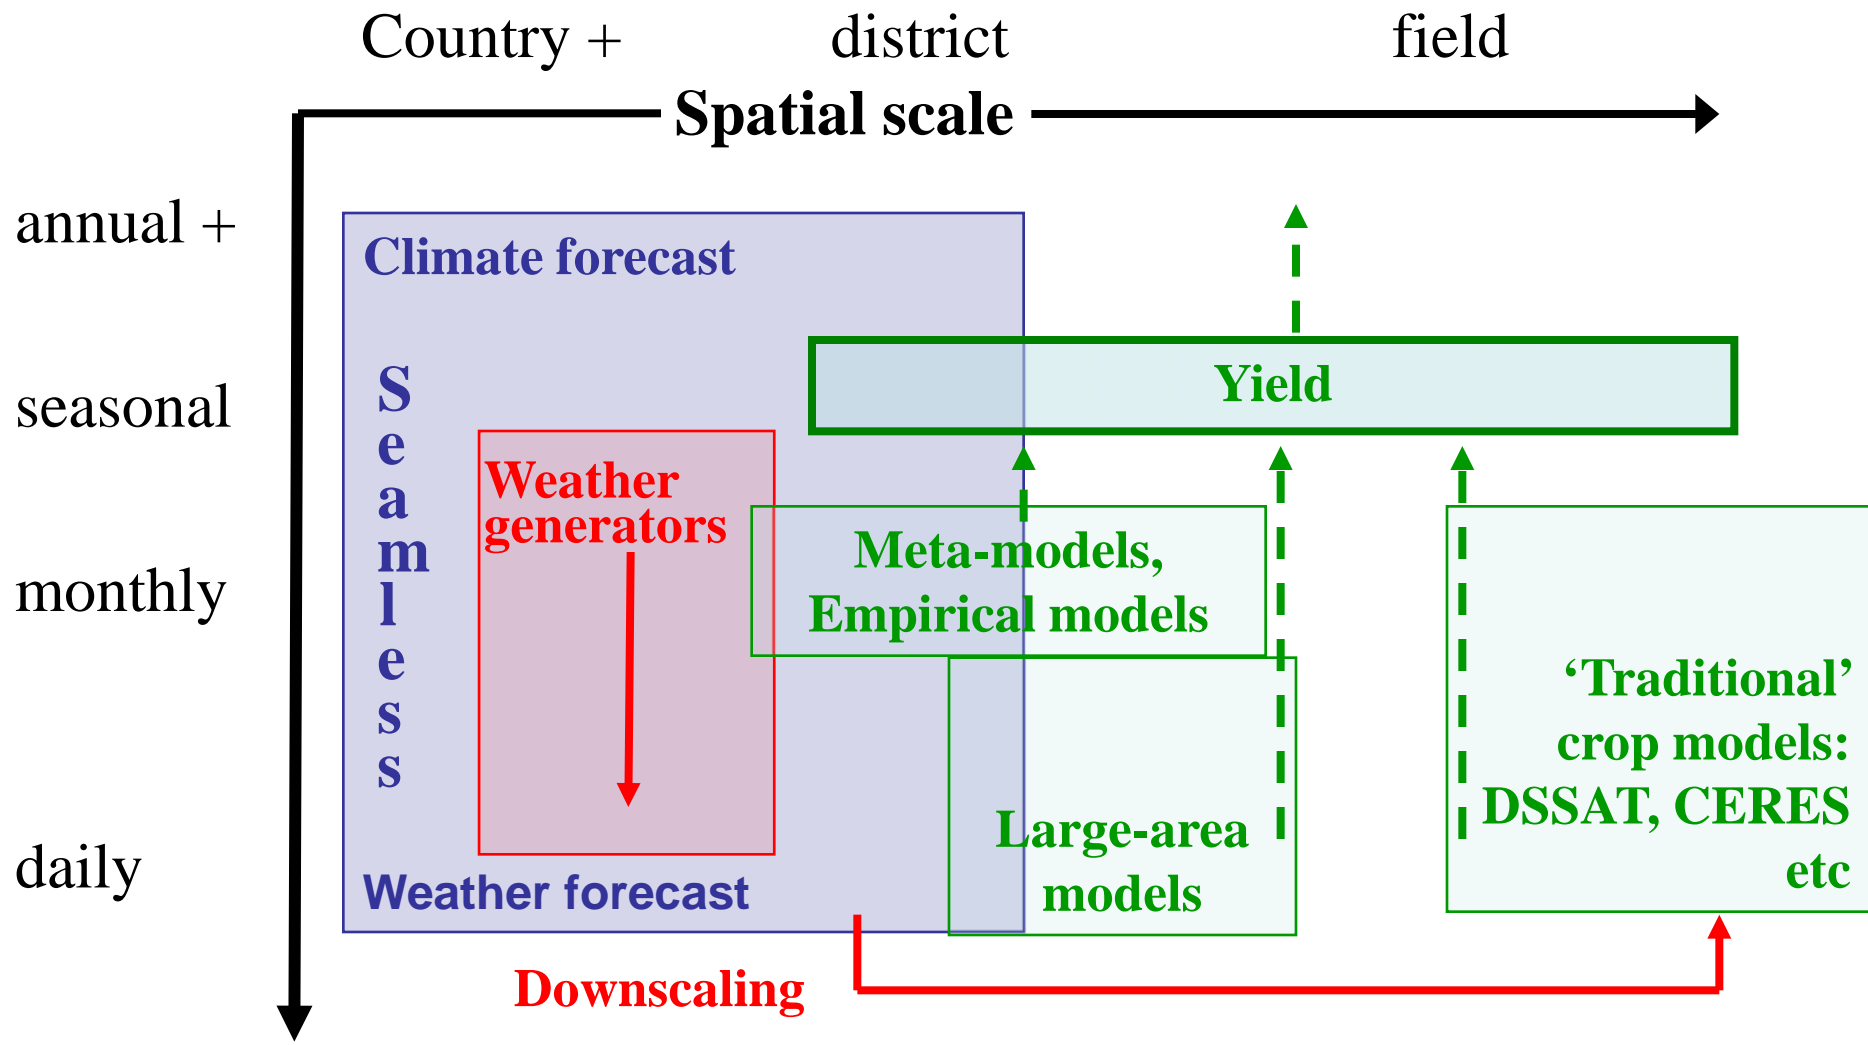 Country + district field
Spatial scale
annual +
Climate forecast
Seamless
Yield
seasonal
Weather
generators
Meta-models,
Empirical models
monthly
‘Traditional’
crop models:
DSSAT, CERES
etc
Large-area
models
daily
Weather forecast
Downscaling